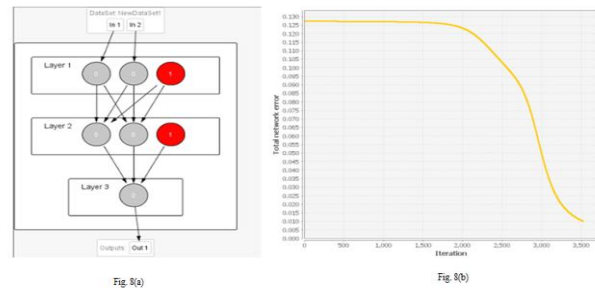 DataSet: NewDataSet1
In 1 In 2
Layer 1
0 0 1
Layer 2
0 0 1
Layer 3
0
Outputs Out 1
Fig. 8(a)
Total network error
0.130
0.125
0.120
0.115
0.110
0.105
0.100
0.095
0.090
0.085
0.080
0.075
0.070
0.065
0.060
0.055
0.050
0.045
0.040
0.035
0.030
0.025
0.020
0.015
0.010
0.005
0.000
0 500 1,000 1,500 2,000 2,500 3,000 3,500
Iteration
Fig. 8(b)